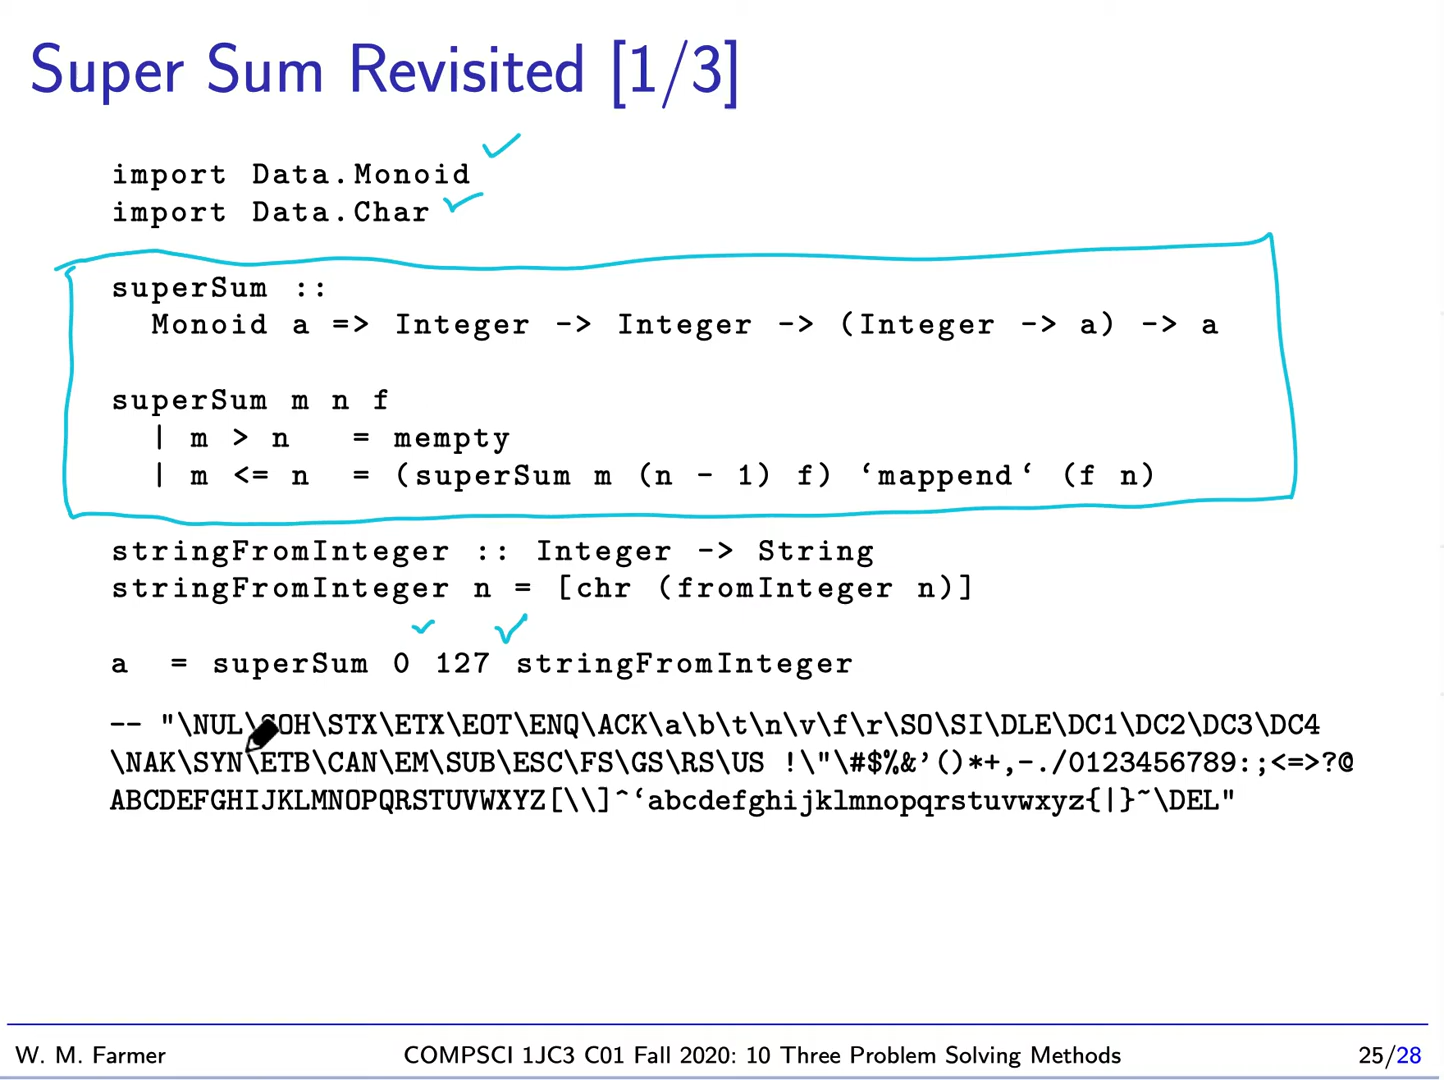 Super Sum Revisited [1/3]
import Data.Monoid
import Data.Char
superSum ::
Monoid a => Integer -> Integer -> (Integer -> a) -> a
superSum m n f
| m > n = mempty
| m <= n = (superSum m (n - 1) f) ‘mappend‘ (f n)
stringFromInteger :: Integer -> String
stringFromInteger n = [chr (fromInteger n)]
a = superSum 0 127 stringFromInteger
-- "\NUL\SOH\STX\ETX\EOT\ENQ\ACK\a\b\t\n\v\f\r\SO\SI\DLE\DC1\DC2\DC3\DC4
\NAK\SYN\ETB\CAN\EM\SUB\ESC\FS\GS\RS\US !\"\#$%&’()*+,-./0123456789:;<=>?@
ABCDEFGHIJKLMNOPQRSTUVWXYZ[\\]^‘abcdefghijklmnopqrstuvwxyz{|}~\DEL"
W. M. Farmer COMPSCI 1JC3 C01 Fall 2020: 10 Three Problem Solving Methods 25/28